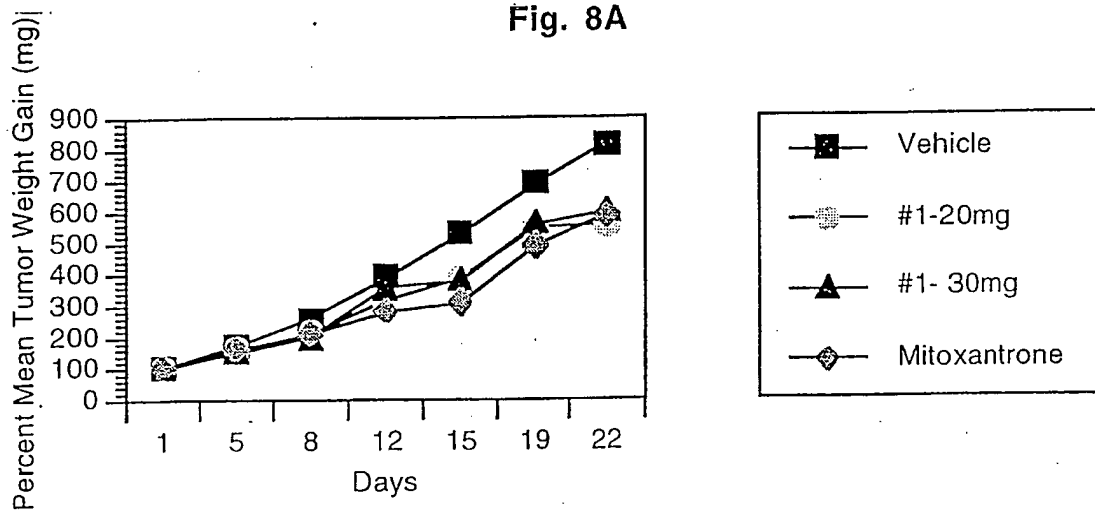 Fig. 8A
Percent Mean Tumor Weight Gain (mg)
900
800
700
600
500
400
300
200
100
0
1 5 8 12 15 19 22
Days
Vehicle
#1-20mg
#1- 30mg
Mitoxantrone